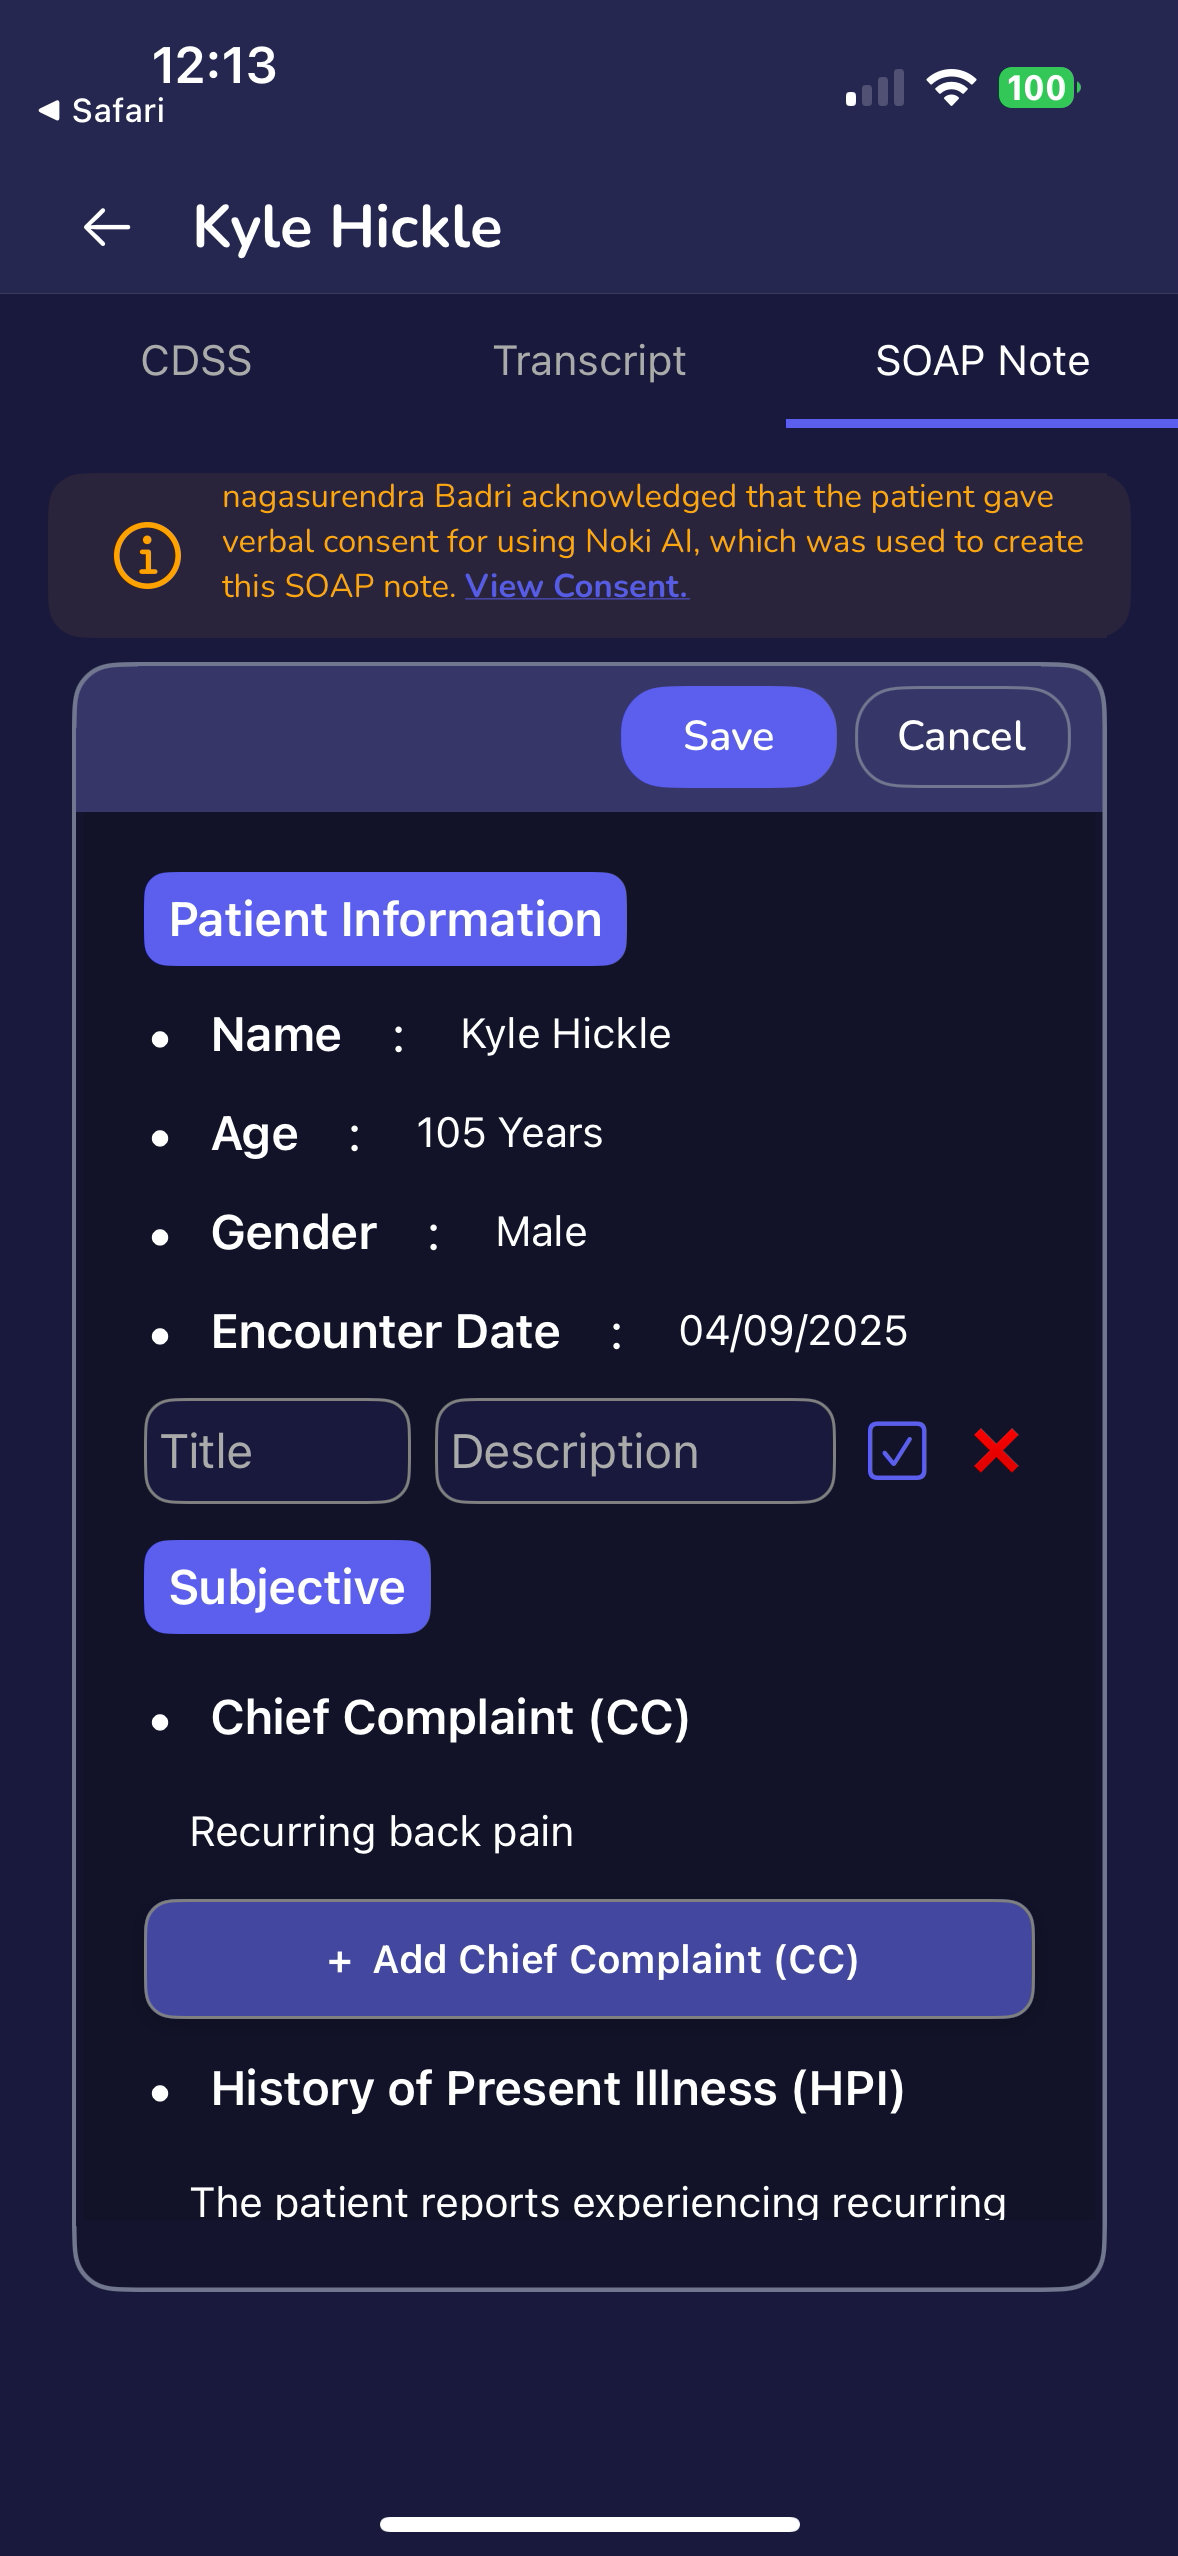 12:13
Safari
100
Kyle Hickle
CDSS
Transcript
SOAP Note
nagasurendra Badri acknowledged that the patient gave
verbal consent for using Noki AI, which was used to create
this SOAP note. View Consent.
Save
Cancel
Patient Information
• Name : Kyle Hickle
• Age : 105 Years
• Gender : Male
• Encounter Date : 04/09/2025
Title
Description
Subjective
• Chief Complaint (CC)
Recurring back pain
+ Add Chief Complaint (CC)
• History of Present Illness (HPI)
The patient reports experiencing recurring